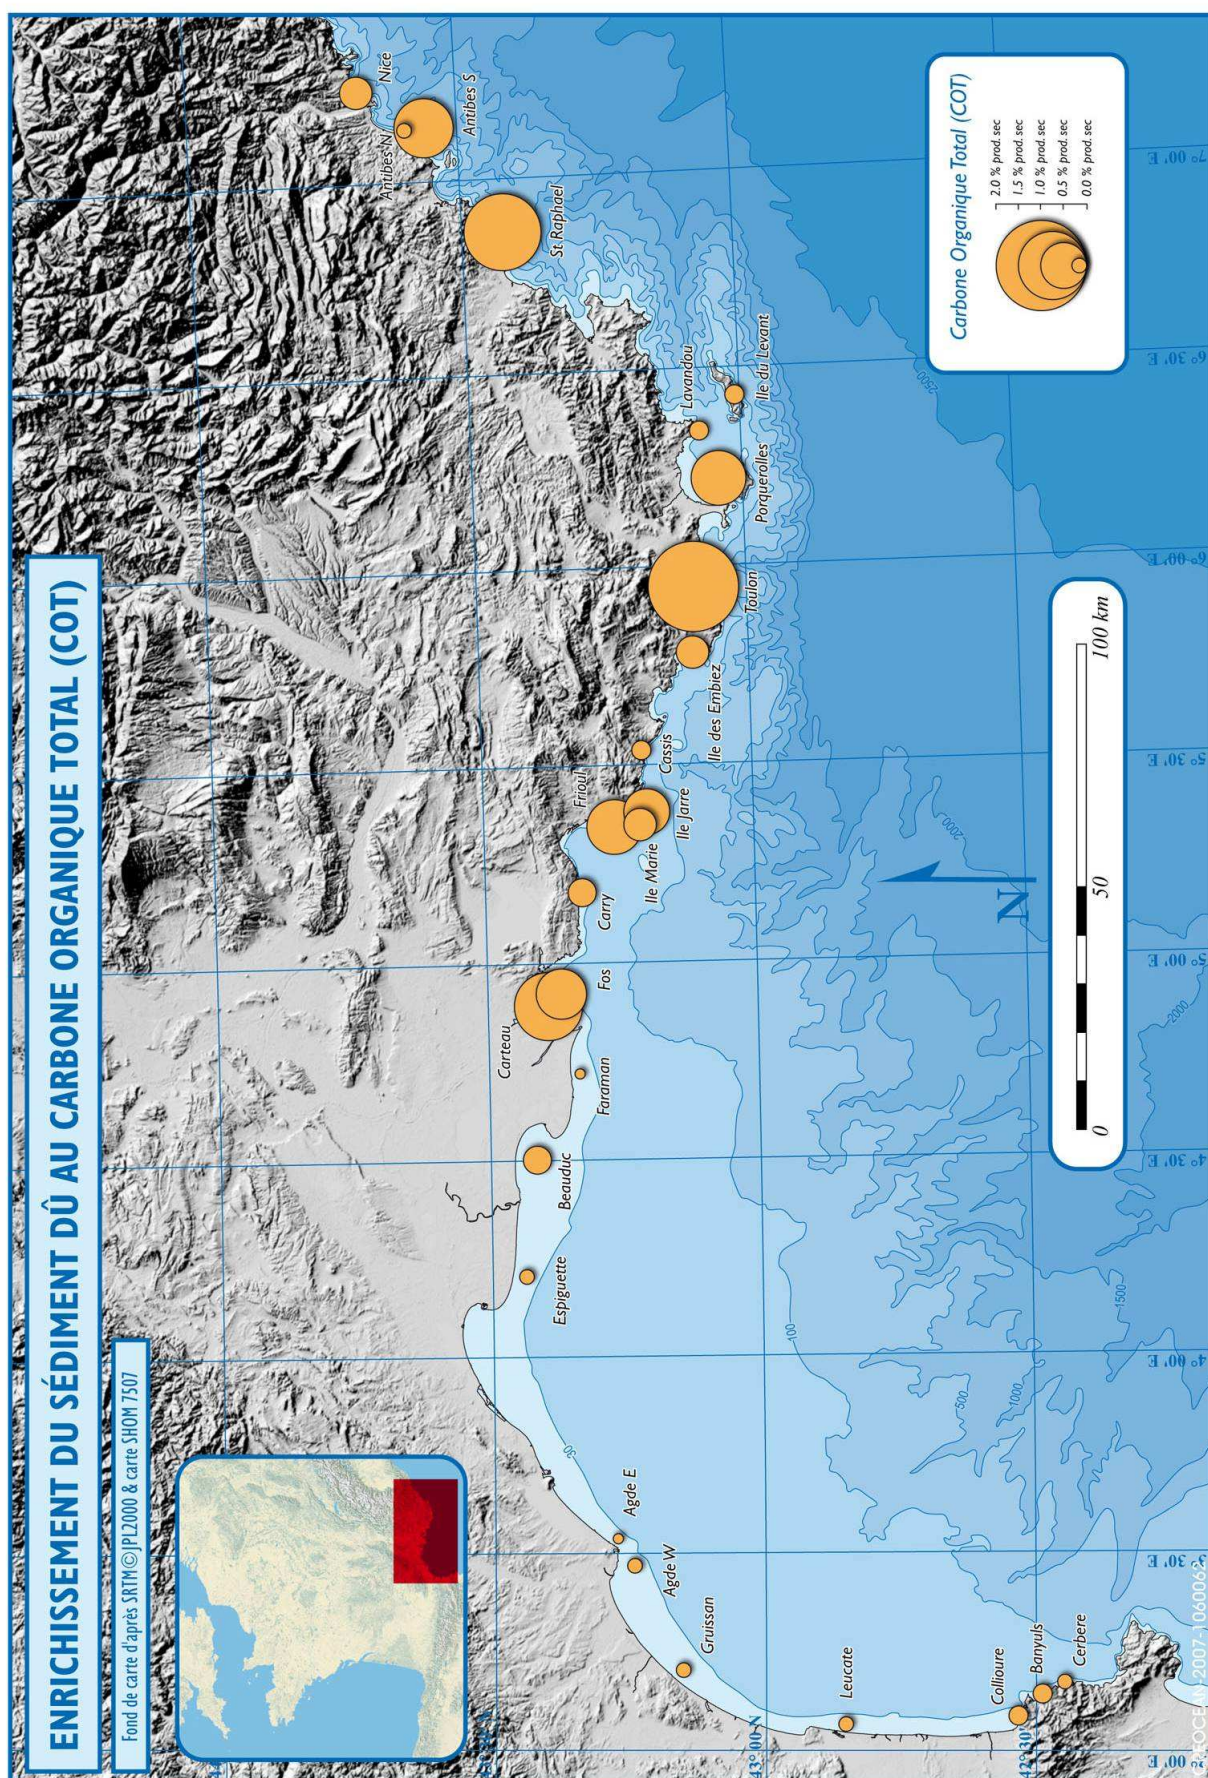 ENRICHISSEMENT DU SÉDIMENT DÛ AU CARBONE ORGANIQUE TOTAL (COT)
Fond de carte d'après SRTM©JPL2000 & carte SHOM 7507
Nice
Antibes N
Antibes S
St Raphael
Lavandou
Ile du Levant
Porquerolles
Toulon
Ile des Embiez
Cassis
Frioul
Ile Jarre
Ile Marie
Carry
Fos
Carteau
Faraman
Beauduc
Espiguette
Agde E
Agde W
Gruissan
Leucate
Collioure
Banyuls
Cerbere
Carbone Organique Total (COT)
2.0 % prod.sec
1.5 % prod.sec
1.0 % prod.sec
0.5 % prod.sec
0.0 % prod.sec
N
0
50
100 km
30
100
500
1000
1500
2000
2000
2500
43° 00 N
42° 30'
3° 30' E
4° 00' E
4° 30' E
5° 00' E
5° 30' E
6° 00' E
6° 30' E
7° 00' E